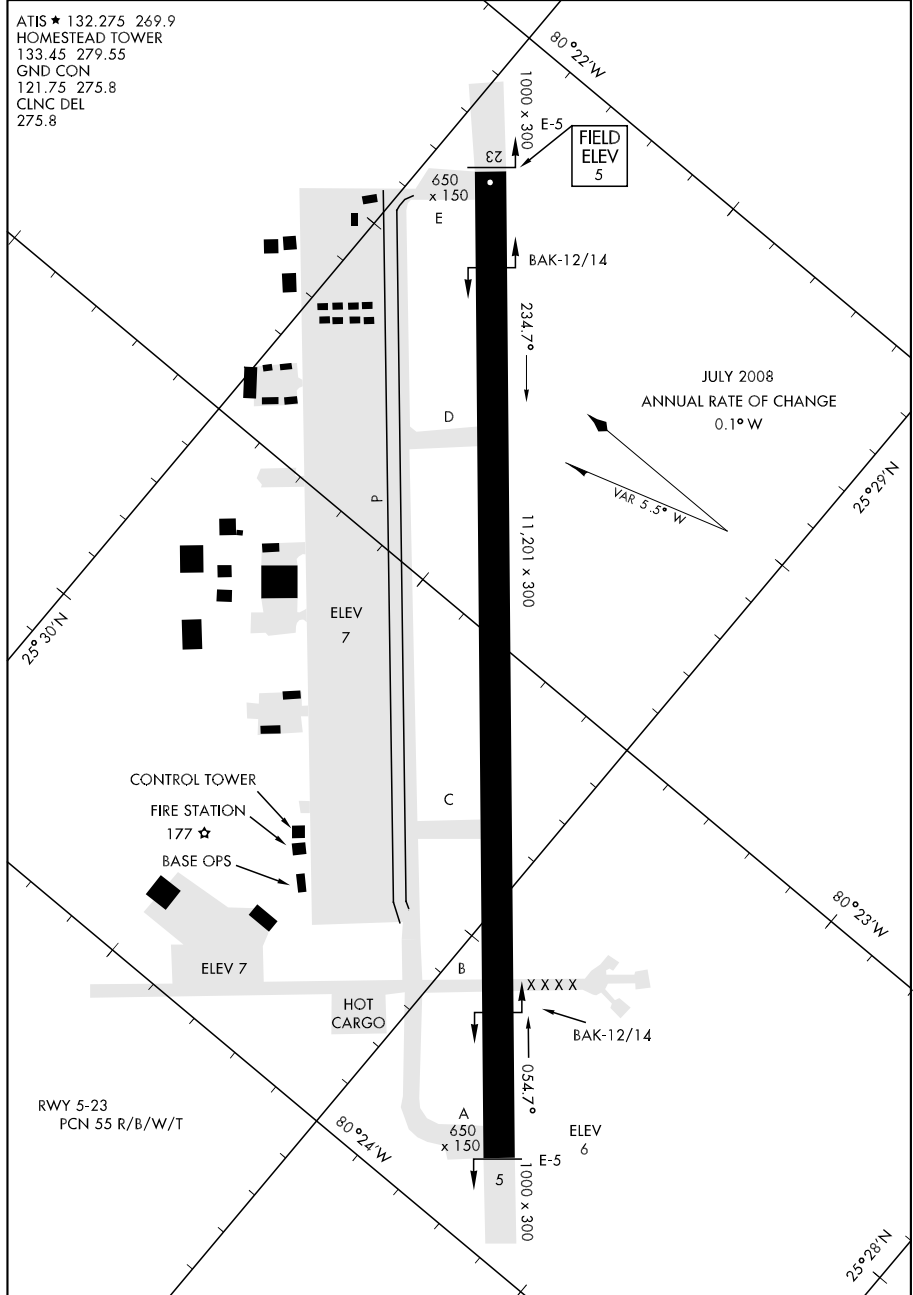 ATIS ★ 132.275 269.9
HOMESTEAD TOWER
133.45 279.55
GND CON
121.75 275.8
CLNC DEL
275.8
80°22'W
1000 x 300
E-5
FIELD
ELEV
5
23
650
x 150
E
BAK-12/14
234.7°
JULY 2008
ANNUAL RATE OF CHANGE
0.1° W
VAR 5.5° W
D
25°29'N
P
11,201 x 300
ELEV
7
25°30'N
CONTROL TOWER
FIRE STATION
177
BASE OPS
C
80°23'W
ELEV 7
B
X X X X
HOT
CARGO
BAK-12/14
054.7°
RWY 5-23
PCN 55 R/B/W/T
80°24'W
A
650
x 150
ELEV
6
E-5
5
1000 x 300
25°28'N